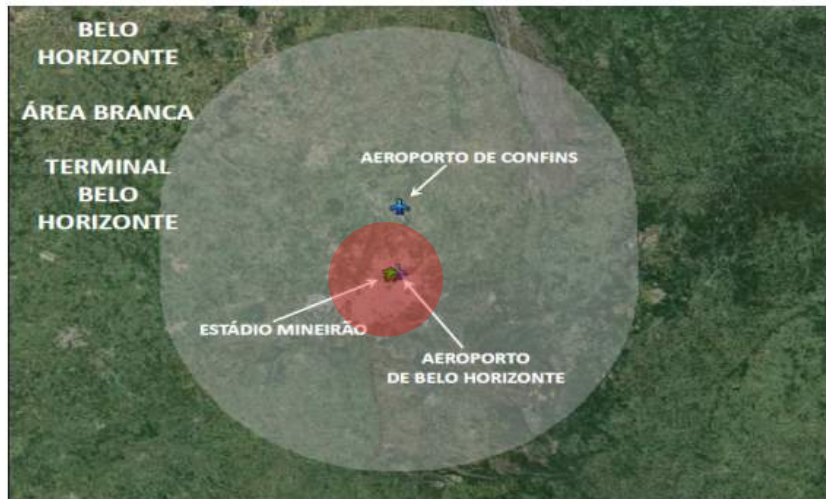 BELO
HORIZONTE
ÁREA BRANCA
TERMINAL
BELO
HORIZONTE
AEROPORTO DE CONFINS
ESTÁDIO MINEIRÃO
AEROPORTO
DE BELO HORIZONTE